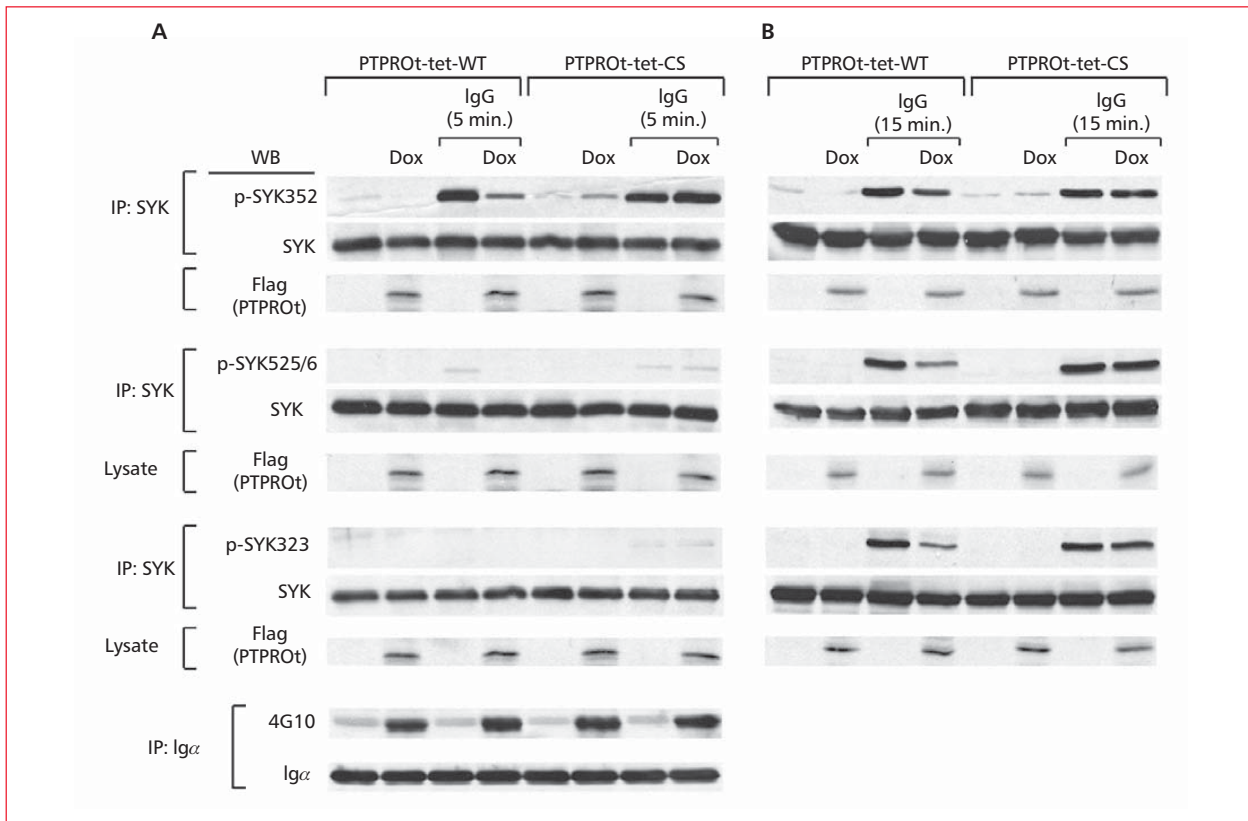 A
B
PTPROt-tet-WT PTPROt-tet-CS
PTPROt-tet-WT PTPROt-tet-CS
IgG
(5 min.)
IgG
(5 min.)
IgG
(15 min.)
IgG
(15 min.)
WB Dox Dox Dox Dox
Dox Dox Dox Dox
IP: SYK
p-SYK352
SYK
Flag
(PTPROt)
IP: SYK
p-SYK525/6
SYK
Lysate
Flag
(PTPROt)
IP: SYK
p-SYK323
SYK
Lysate
Flag
(PTPROt)
IP: Igα
4G10
Igα